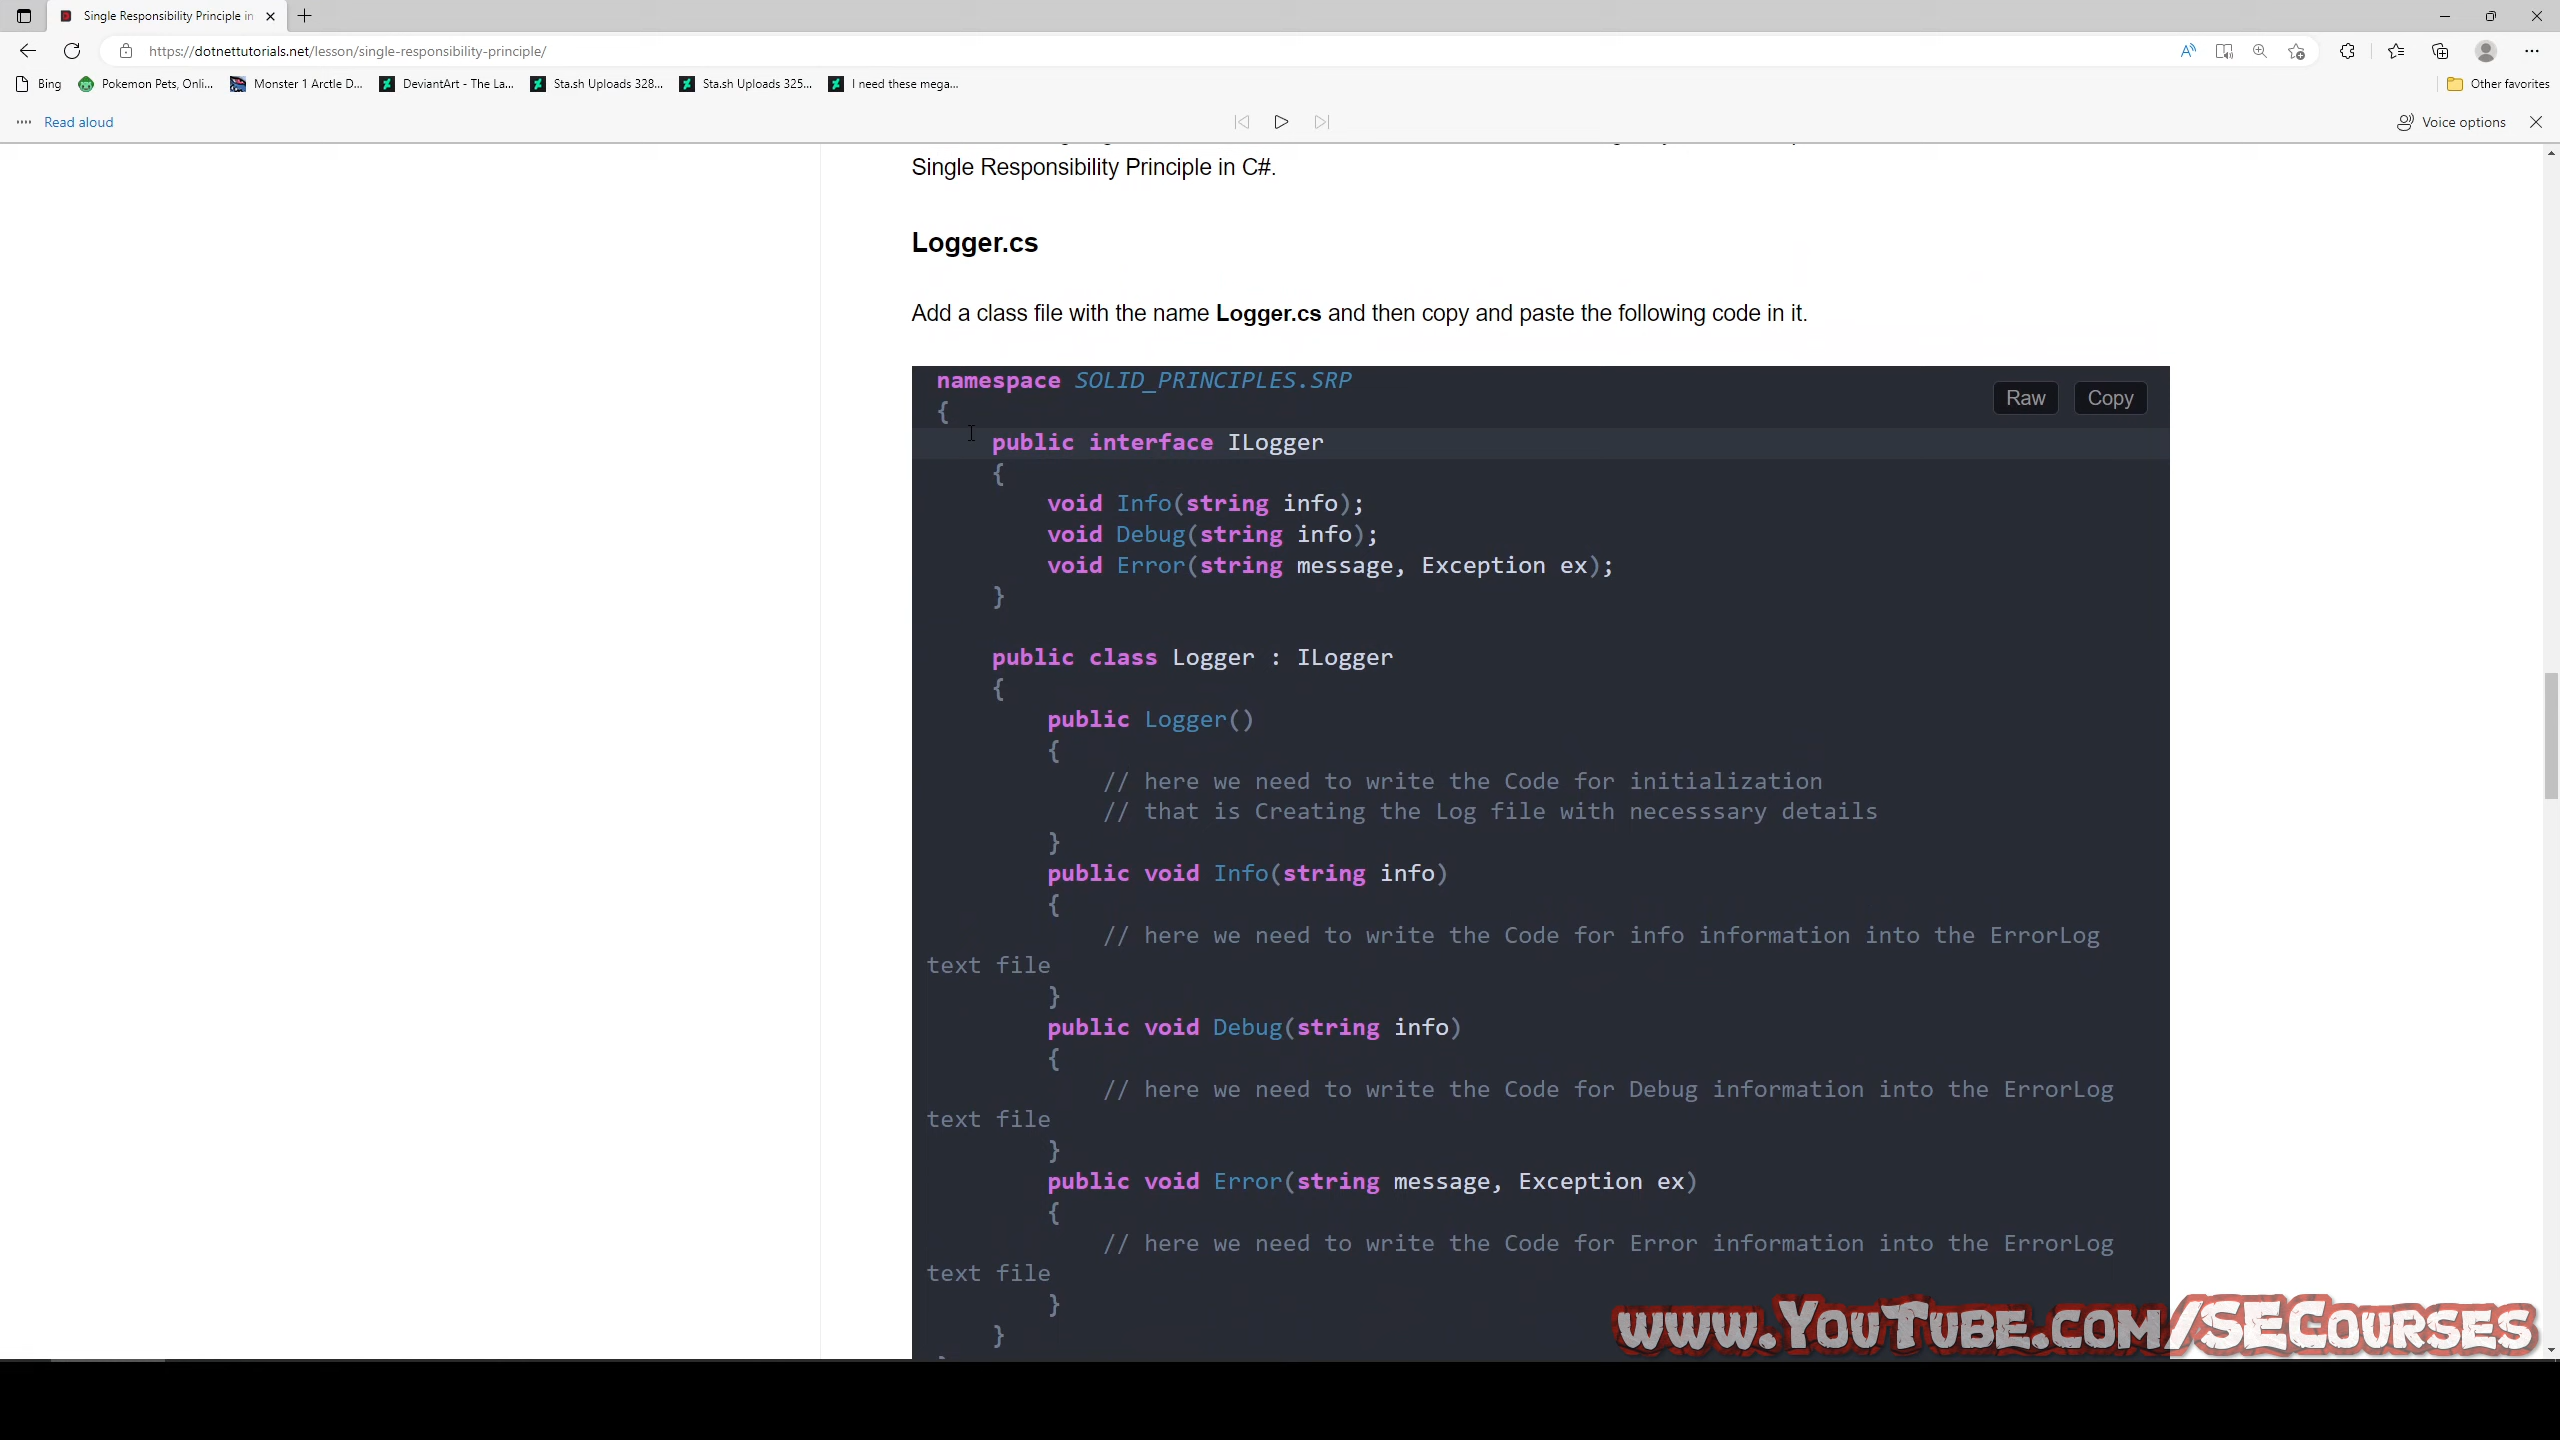 Single Responsibility Principle in
https://dotnettutorials.net/lesson/single-responsibility-principle/
Bing
Pokemon Pets, Onli...
Monster 1 Arctle D...
DeviantArt - The La...
Sta.sh Uploads 328...
Sta.sh Uploads 325...
I need these mega...
Other favorites
Read aloud
Voice options
Single Responsibility Principle in C#.
Logger.cs
Add a class file with the name Logger.cs and then copy and paste the following code in it.
namespace SOLID_PRINCIPLES.SRP
Raw
Copy
{
public interface ILogger
{
void Info(string info);
void Debug(string info);
void Error(string message, Exception ex);
}
public class Logger : ILogger
{
public Logger()
{
// here we need to write the Code for initialization
// that is Creating the Log file with necesssary details
}
public void Info(string info)
{
// here we need to write the Code for info information into the ErrorLog
text file
}
public void Debug(string info)
{
// here we need to write the Code for Debug information into the ErrorLog
text file
}
public void Error(string message, Exception ex)
{
// here we need to write the Code for Error information into the ErrorLog
text file
}
}
www.YouTube.com/SECourses